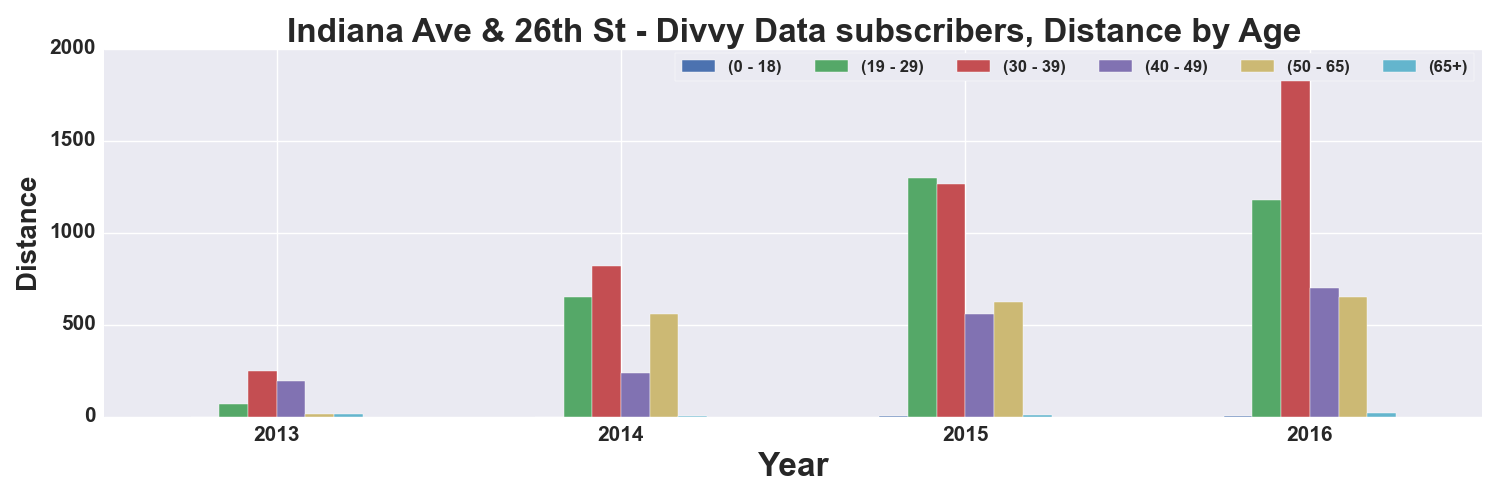 Indiana Ave & 26th St - Divvy Data subscribers, Distance by Age
2000
(0 - 18) (19 - 29) (30 - 39) (40 - 49) (50 - 65) (65+)
1500
1000
500
0
Distance
2013 2014 2015 2016
Year